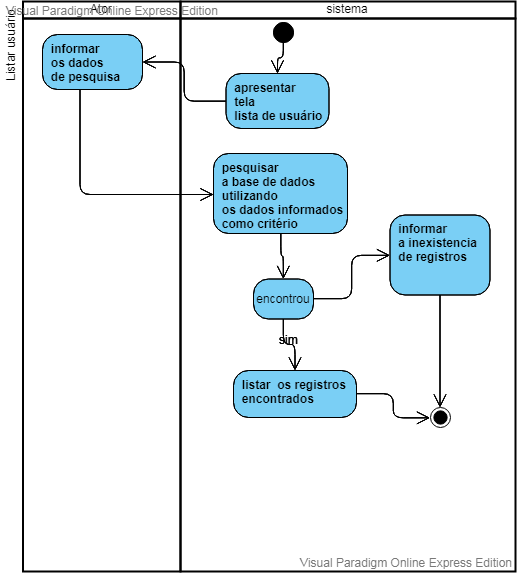 Visual Paradigm Online Express Edition
Ator
sistema
Listar usuário
informar
os dados
de pesquisa
apresentar
tela
lista de usuário
pesquisar
a base de dados
utilizando
os dados informados
como critério
informar
a inexistencia
de registros
encontrou
sim
listar os registros
encontrados
Visual Paradigm Online Express Edition